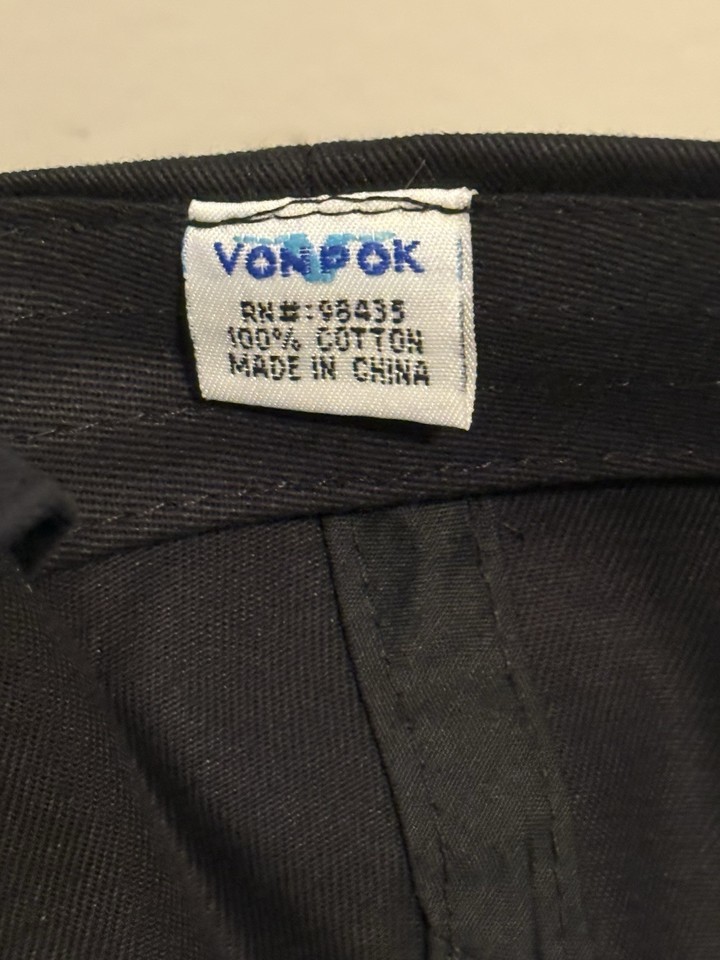 VONPOK
RN#:98435
100% COTTON
MADE IN CHINA